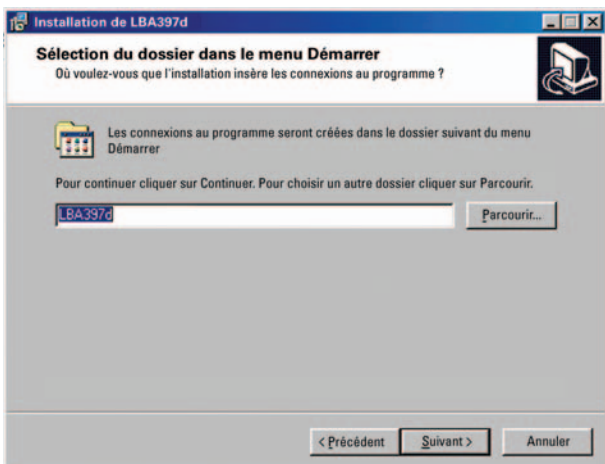 Installation de LBA397d
Sélection du dossier dans le menu Démarrer
Où voulez-vous que l'installation insère les connexions au programme ?
Les connexions au programme seront créées dans le dossier suivant du menu
Démarrer
Pour continuer cliquer sur Continuer. Pour choisir un autre dossier cliquer sur Parcourir.
LBA397d
Parcourir...
< Précédent
Suivant >
Annuler